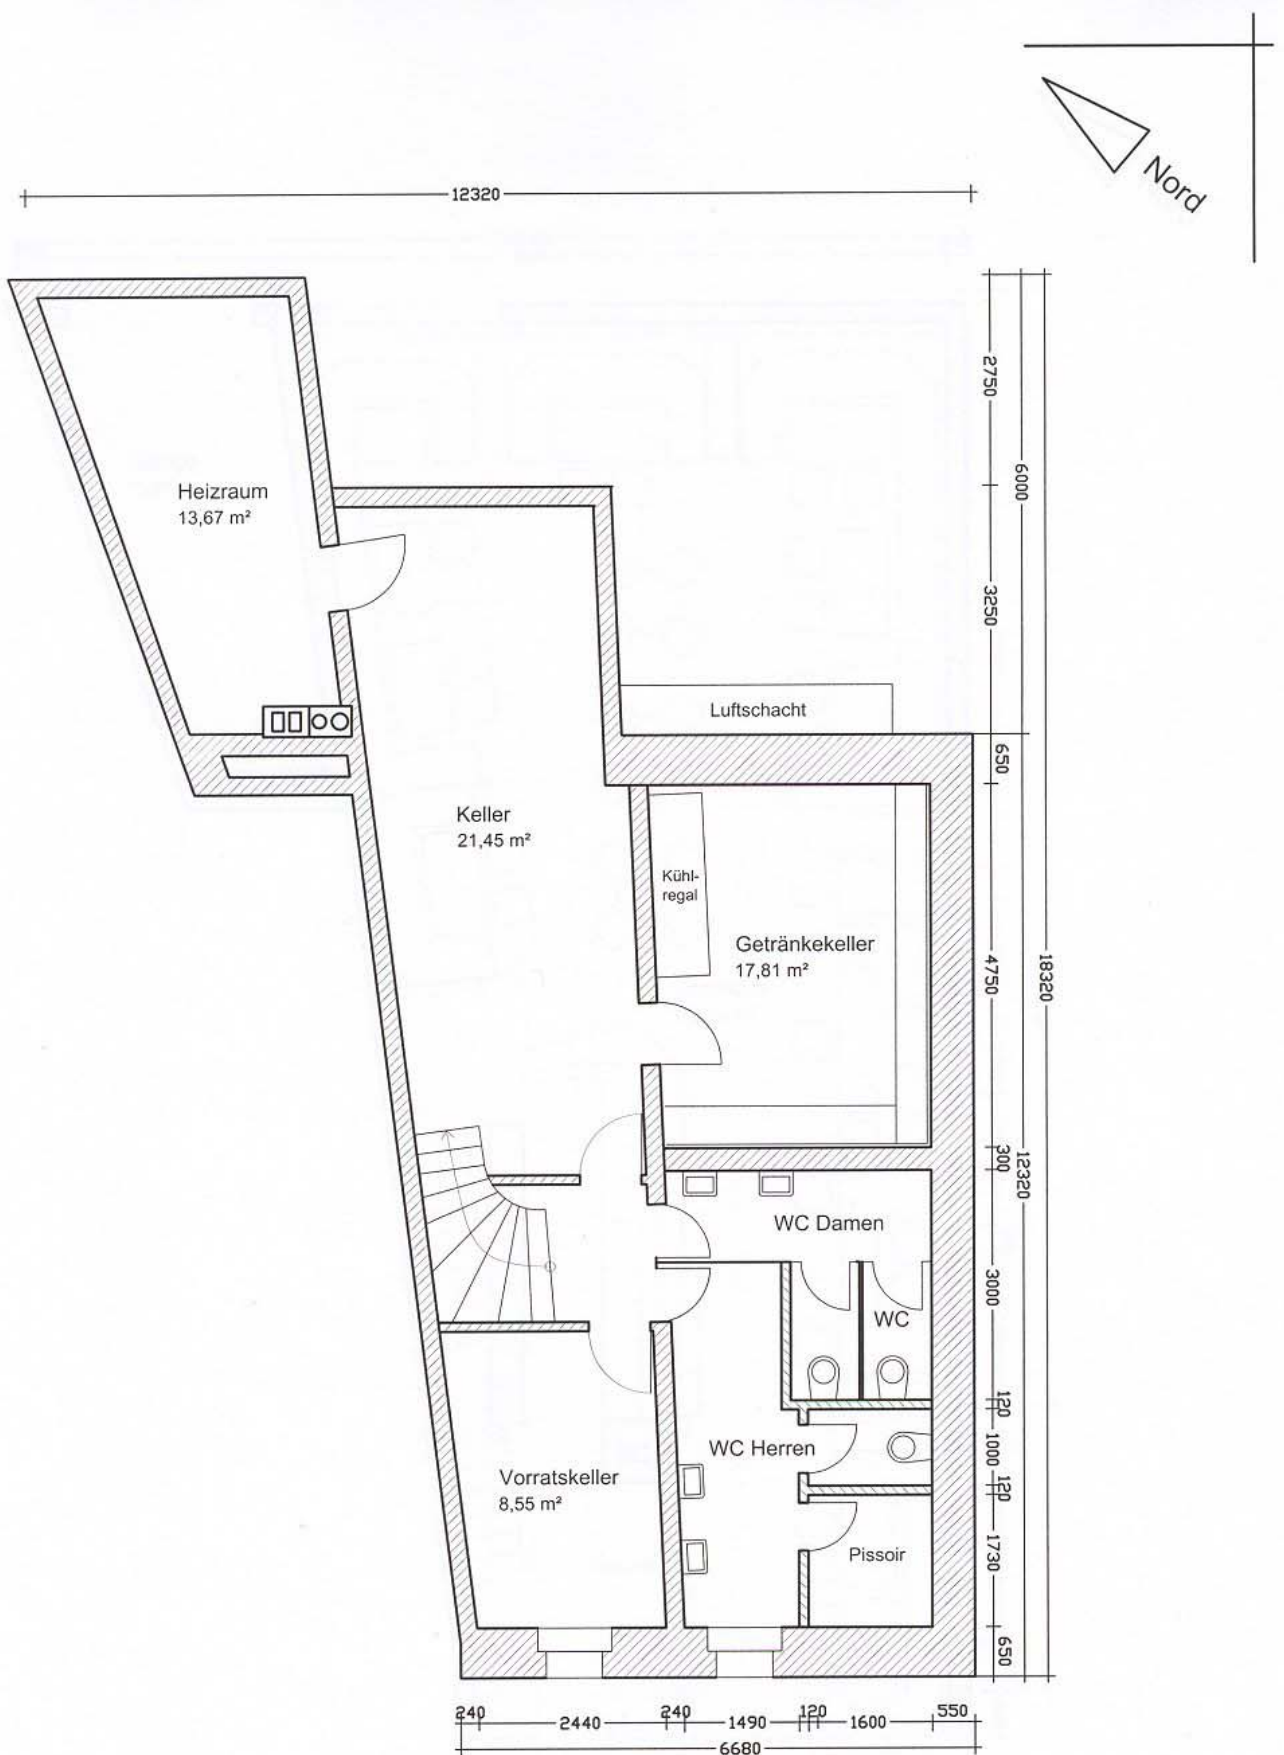 Nord
12320
2750
6000
Heizraum
13,67 m²
3250
Luftschacht
650
Keller
21,45 m²
Kühl-
regal
Getränkekeller
17,81 m²
4750
18320
300
12320
WC Damen
3000
WC
120
1000
WC Herren
120
Vorratskeller
8,55 m²
1730
Pissoir
650
240
2440
240
1490
120
1600
550
6680